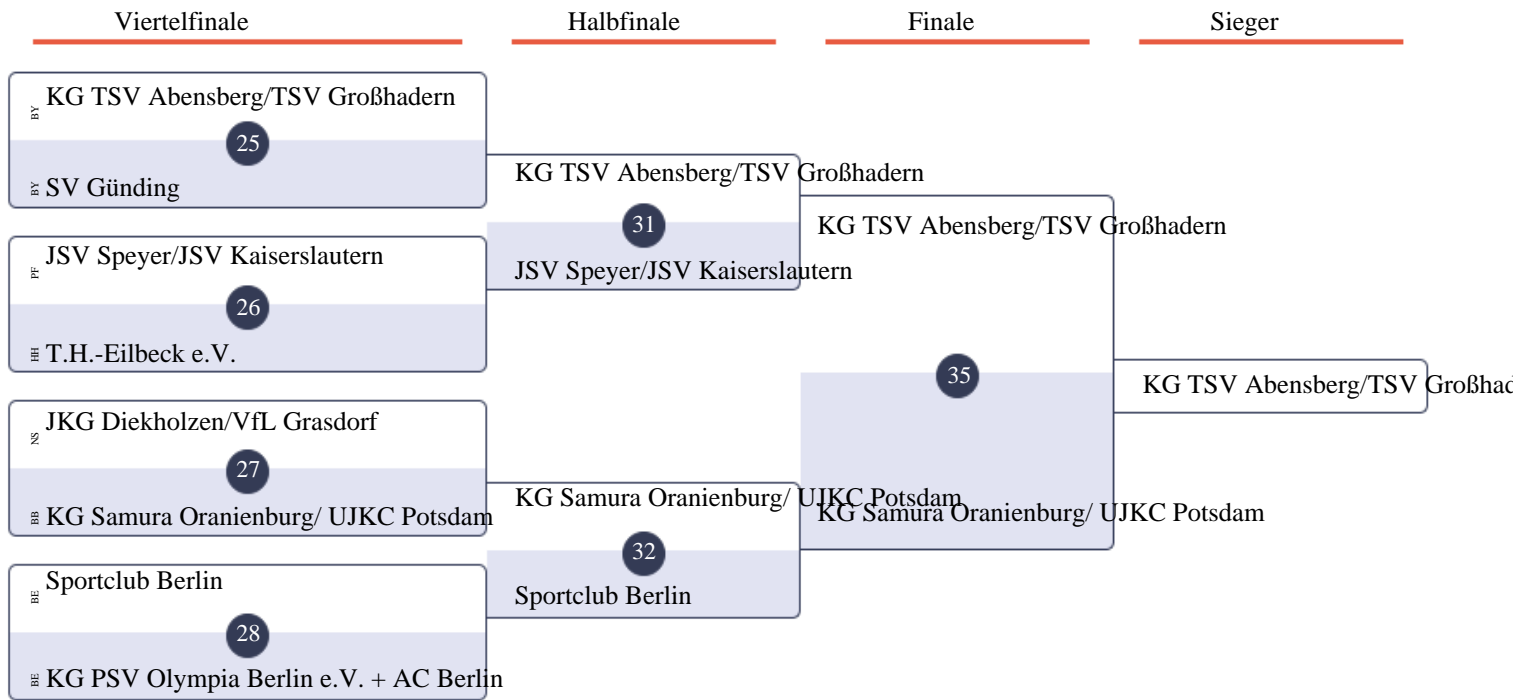 Viertelfinale
Halbfinale
Finale
Sieger
BY KG TSV Abensberg/TSV Großhadern
25
BY SV Günding
PF JSV Speyer/JSV Kaiserslautern
26
HH T.H.-Eilbeck e.V.
NS JKG Diekholzen/VfL Grasdorf
27
BB KG Samura Oranienburg/ UJKC Potsdam
BE Sportclub Berlin
28
BE KG PSV Olympia Berlin e.V. + AC Berlin
KG TSV Abensberg/TSV Großhadern
31
JSV Speyer/JSV Kaiserslautern
KG Samura Oranienburg/ UJKC Potsdam
32
Sportclub Berlin
KG TSV Abensberg/TSV Großhadern
35
KG Samura Oranienburg/ UJKC Potsdam
KG TSV Abensberg/TSV Großhad